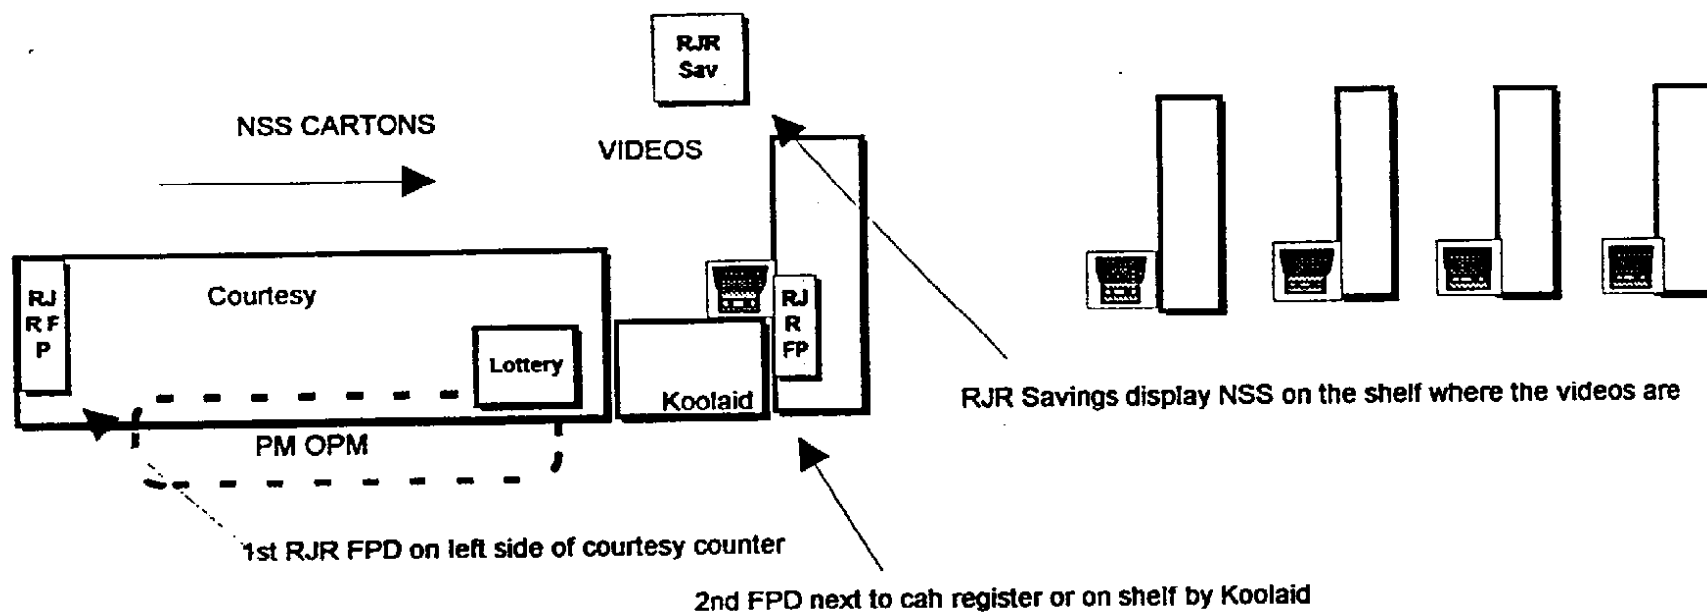 RJR
Sav
NSS CARTONS
VIDEOS
RJ
R F
P
Courtesy
Lottery
Koolaid
RJ
R
FP
RJR Savings display NSS on the shelf where the videos are
PM OPM
1st RJR FPD on left side of courtesy counter
2nd FPD next to cah register or on shelf by Koolaid